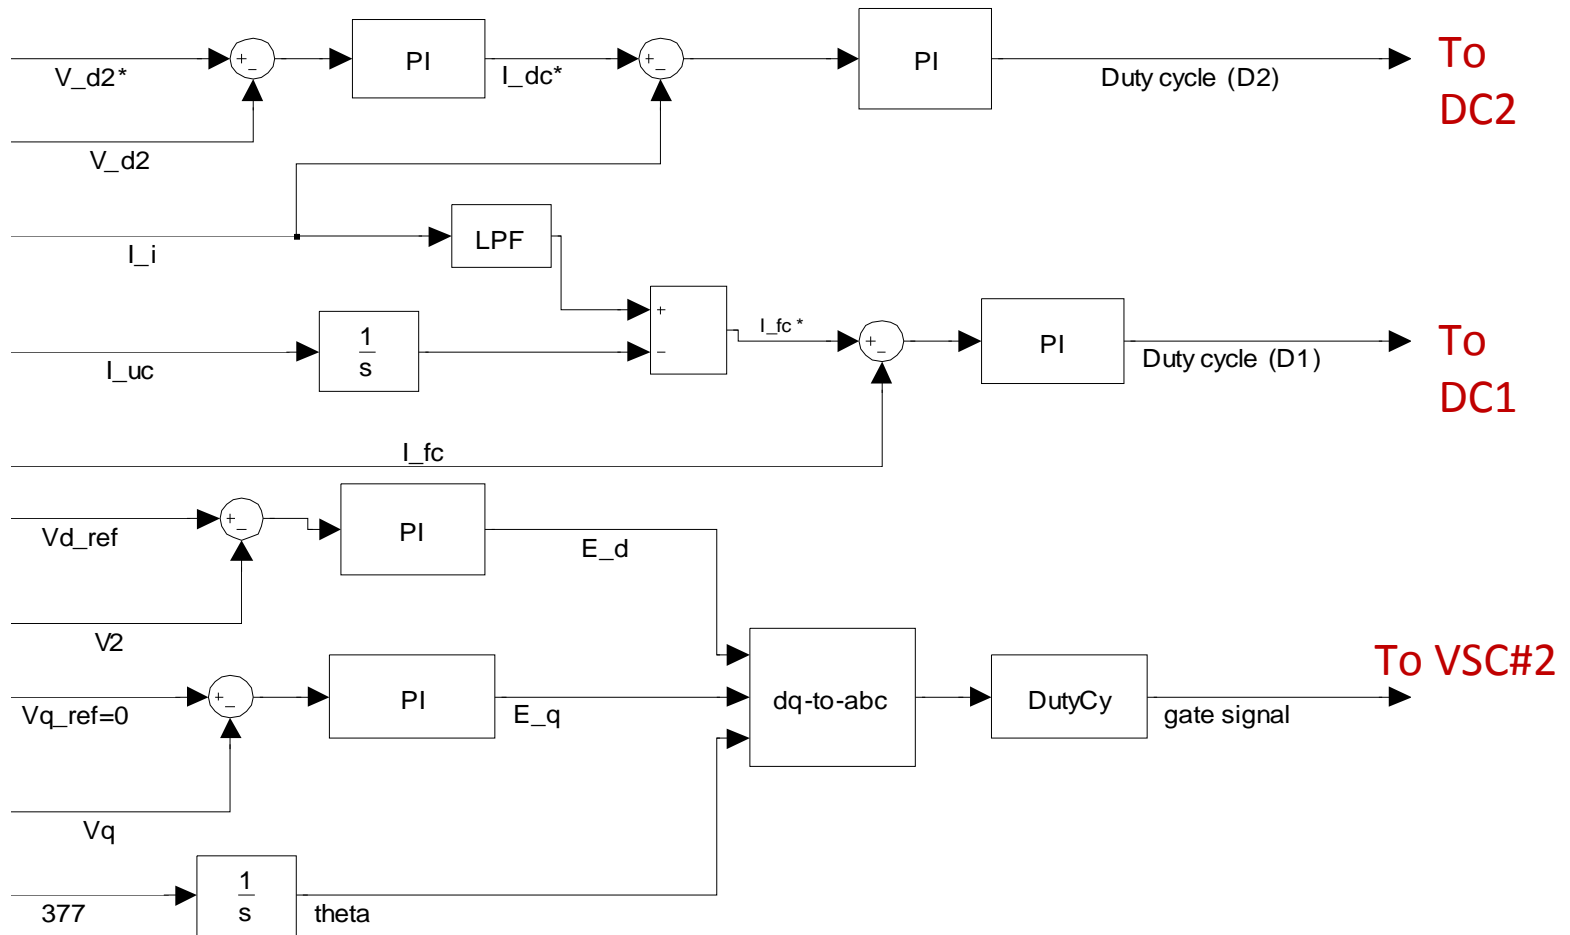 V_d2*
+
−
PI
I_dc*
+
−
PI
Duty cycle (D2)
To
DC2
V_d2
I_i
LPF
I_uc
1
s
+
−
I_fc *
+
−
PI
Duty cycle (D1)
To
DC1
I_fc
Vd_ref
+
−
PI
E_d
V2
Vq_ref=0
+
−
PI
E_q
dq-to-abc
DutyCy
gate signal
To VSC#2
Vq
377
1
s
theta